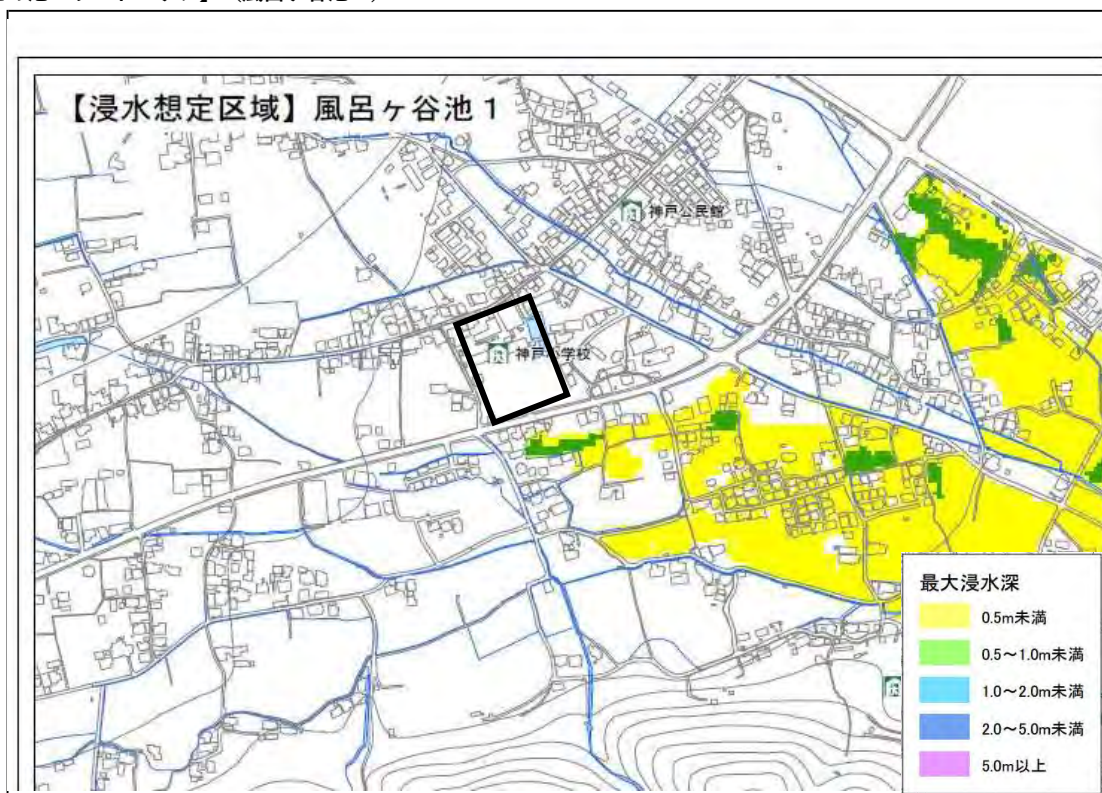 【浸水想定区域】風呂ヶ谷池1
神戸公民館
神戸小学校
最大浸水深
0.5m未満
0.5～1.0m未満
1.0～2.0m未満
2.0～5.0m未満
5.0m以上